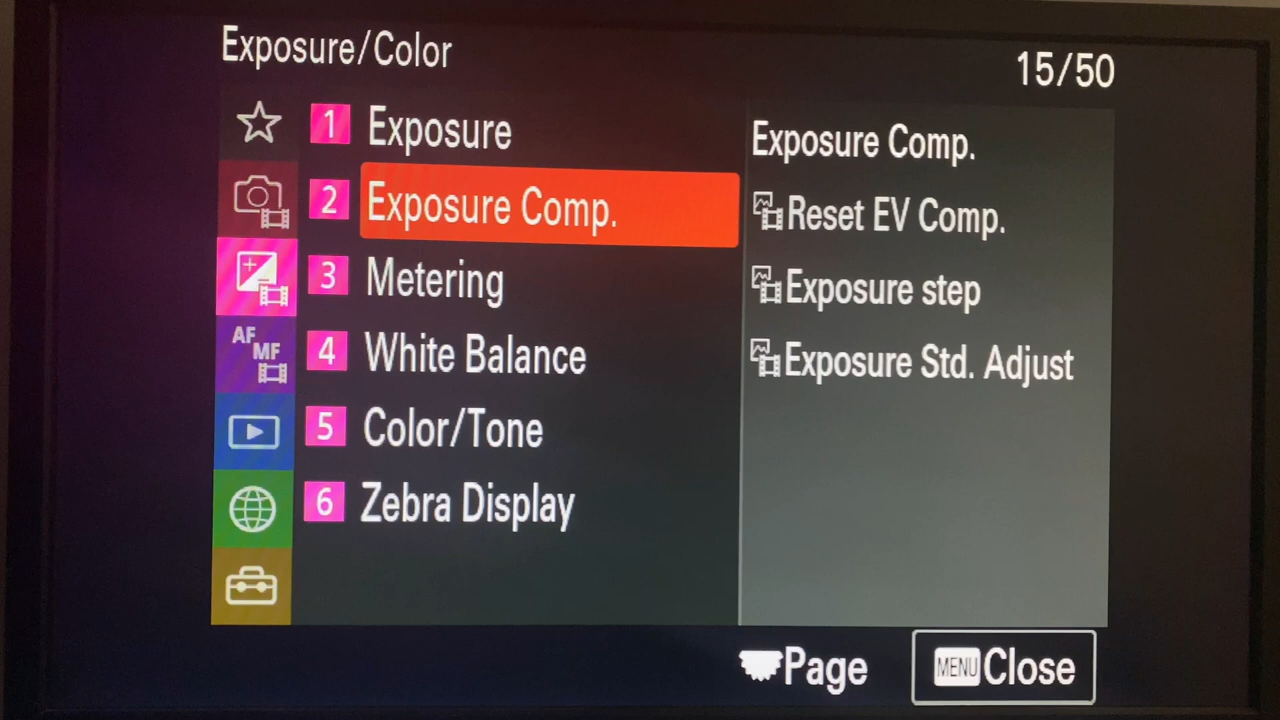 Exposure/Color
15/50
1 Exposure
2 Exposure Comp.
3 Metering
4 White Balance
5 Color/Tone
6 Zebra Display
AF
MF
Exposure Comp.
Reset EV Comp.
Exposure step
Exposure Std. Adjust
Page
MENU Close